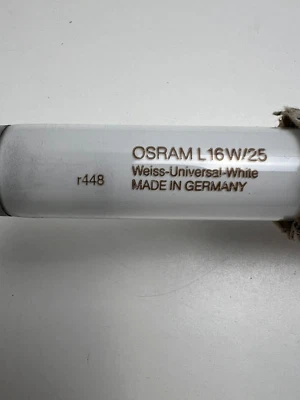 OSRAM L16W/25
Weiss-Universal-White
r448
MADE IN GERMANY